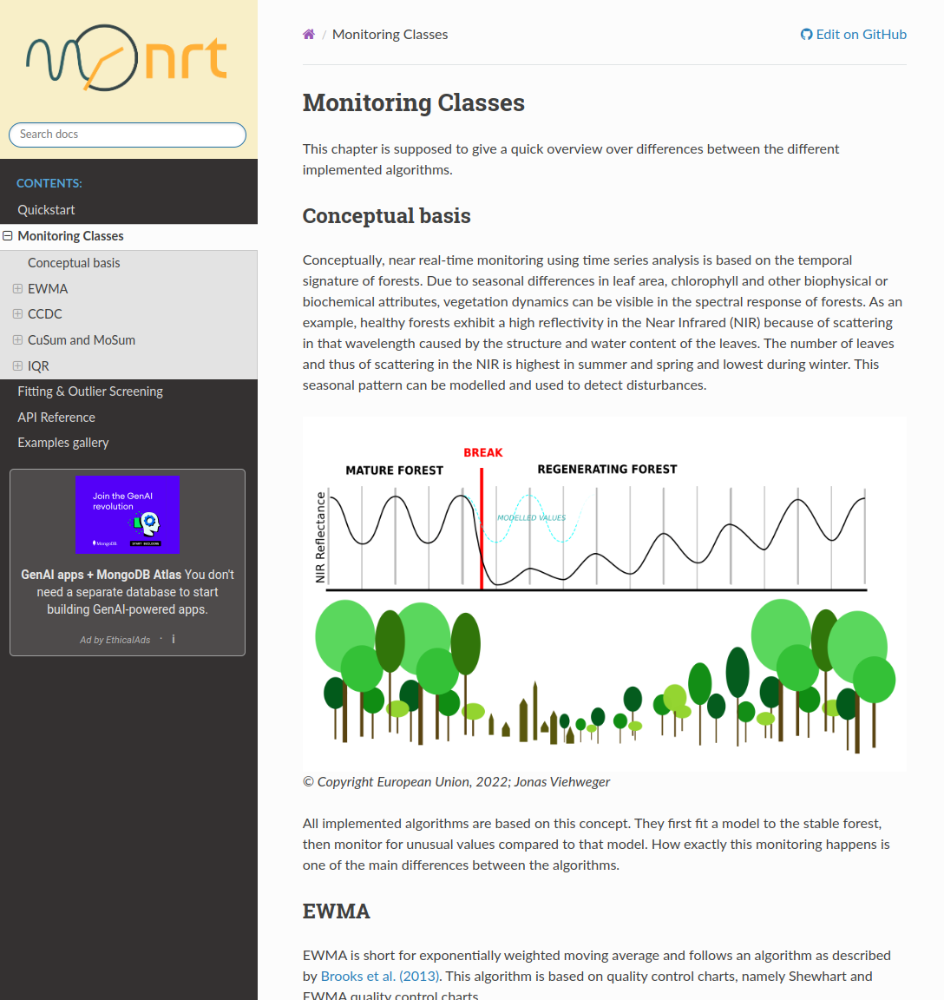 nrt
Search docs
CONTENTS:
Quickstart
Monitoring Classes
Conceptual basis
EWMA
CCDC
CuSum and MoSum
IQR
Fitting & Outlier Screening
API Reference
Examples gallery
Join the GenAI
revolution
MongoDB.
START BUILDING
GenAI apps + MongoDB Atlas You don't
need a separate database to start
building GenAI-powered apps.
Ad by EthicalAds · i
/ Monitoring Classes
Edit on GitHub
Monitoring Classes
This chapter is supposed to give a quick overview over differences between the different
implemented algorithms.
Conceptual basis
Conceptually, near real-time monitoring using time series analysis is based on the temporal
signature of forests. Due to seasonal differences in leaf area, chlorophyll and other biophysical or
biochemical attributes, vegetation dynamics can be visible in the spectral response of forests. As an
example, healthy forests exhibit a high reflectivity in the Near Infrared (NIR) because of scattering
in that wavelength caused by the structure and water content of the leaves. The number of leaves
and thus of scattering in the NIR is highest in summer and spring and lowest during winter. This
seasonal pattern can be modelled and used to detect disturbances.
BREAK
MATURE FOREST
REGENERATING FOREST
MODELLED VALUES
NIR Reflectance
© Copyright European Union, 2022; Jonas Viehweger
All implemented algorithms are based on this concept. They first fit a model to the stable forest,
then monitor for unusual values compared to that model. How exactly this monitoring happens is
one of the main differences between the algorithms.
EWMA
EWMA is short for exponentially weighted moving average and follows an algorithm as described
by Brooks et al. (2013). This algorithm is based on quality control charts, namely Shewhart and
EWMA quality control charts.